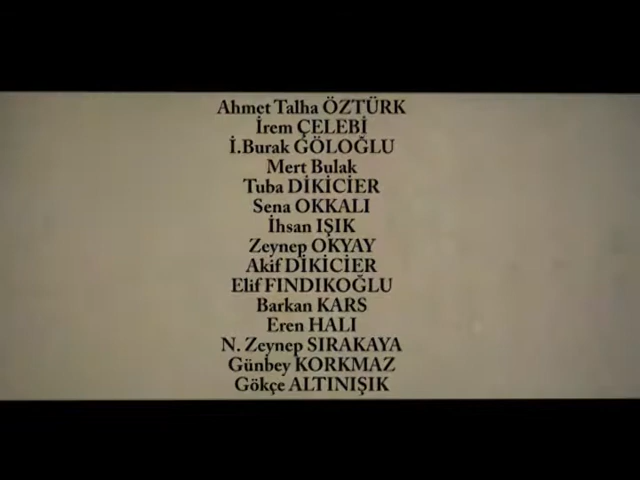 Ahmet Talha ÖZTÜRK
İrem ÇELEBİ
İ.Burak GÖLOĞLU
Mert Bulak
Tuba DİKİCİER
Sena OKKALI
İhsan IŞIK
Zeynep OKYAY
Akif DİKİCİER
Elif FINDIKOĞLU
Barkan KARS
Eren HALI
N. Zeynep SIRAKAYA
Günbey KORKMAZ
Gökçe ALTINIŞIK